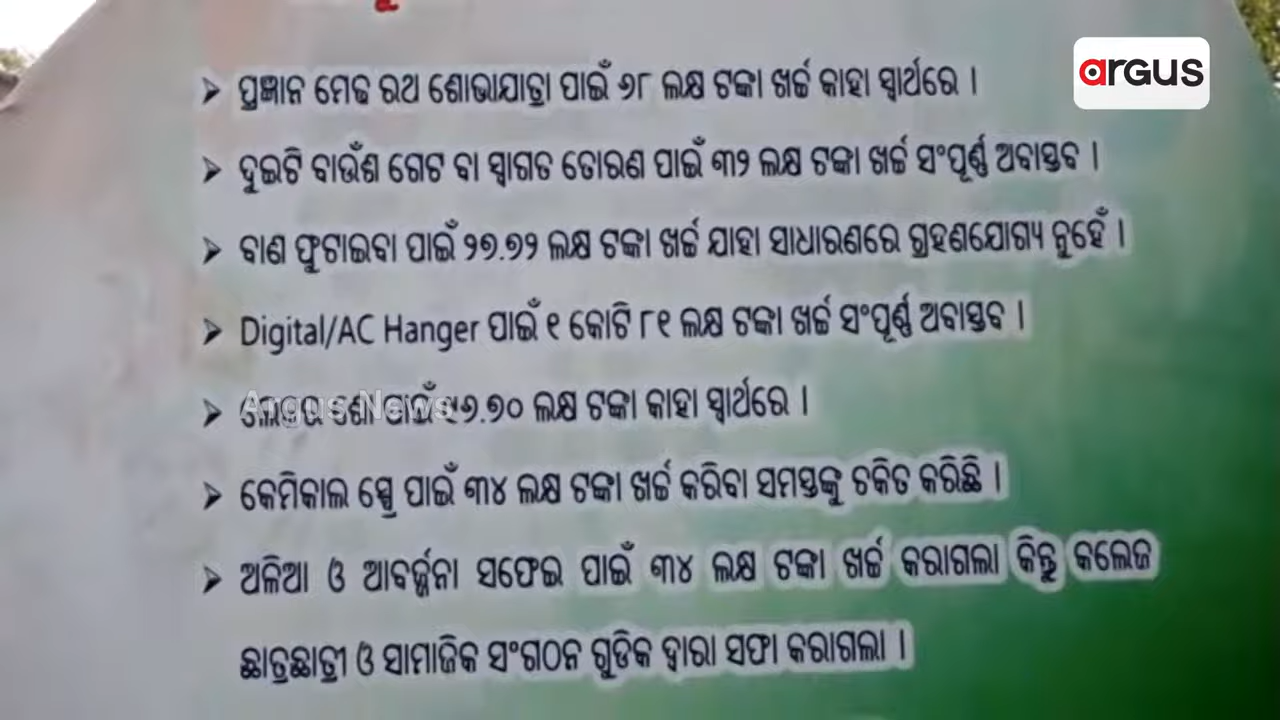 argus
➤ ପ୍ରଜ୍ଞାନ ମେଢ ରଥ ଶୋଭାଯାତ୍ରା ପାଇଁ ୬୮ ଲକ୍ଷ ଟଙ୍କା ଖର୍ଚ୍ଚ କାହା ସ୍ୱାର୍ଥରେ ।
➤ ଦୁଇଟି ବାଉଁଶ ଗେଟ ବା ସ୍ୱାଗତ ତୋରଣ ପାଇଁ ୩୨ ଲକ୍ଷ ଟଙ୍କା ଖର୍ଚ୍ଚ ସଂପୂର୍ଣ୍ଣ ଅବାସ୍ତବ ।
➤ ବାଣ ଫୁଟାଇବା ପାଇଁ ୨୭.୭୨ ଲକ୍ଷ ଟଙ୍କା ଖର୍ଚ୍ଚ ଯାହା ସାଧାରଣରେ ଗ୍ରହଣଯୋଗ୍ୟ ନୁହେଁ ।
➤ Digital/AC Hanger ପାଇଁ ୧ କୋଟି ୮୧ ଲକ୍ଷ ଟଙ୍କା ଖର୍ଚ୍ଚ ସଂପୂର୍ଣ୍ଣ ଅବାସ୍ତବ ।
➤ ଶୋ ପାଇଁ ଲକ୍ଷ ଟଙ୍କା କାହା ସ୍ୱାର୍ଥରେ ।
Argus News
➤ କେମିକାଲ ସ୍ପ୍ରେ ପାଇଁ ୩୪ ଲକ୍ଷ ଟଙ୍କା ଖର୍ଚ୍ଚ କରିବା ସମସ୍ତଙ୍କୁ ଚକିତ କରିଛି ।
➤ ଅଳିଆ ଓ ଆବର୍ଜ୍ଜନା ସଫେଇ ପାଇଁ ୩୪ ଲକ୍ଷ ଟଙ୍କା ଖର୍ଚ୍ଚ କରାଗଲା କିନ୍ତୁ କଲେଜ
ଛାତ୍ରଛାତ୍ରୀ ଓ ସାମାଜିକ ସଂଗଠନ ଗୁଡିକ ଦ୍ୱାରା ସଫା କରାଗଲା ।